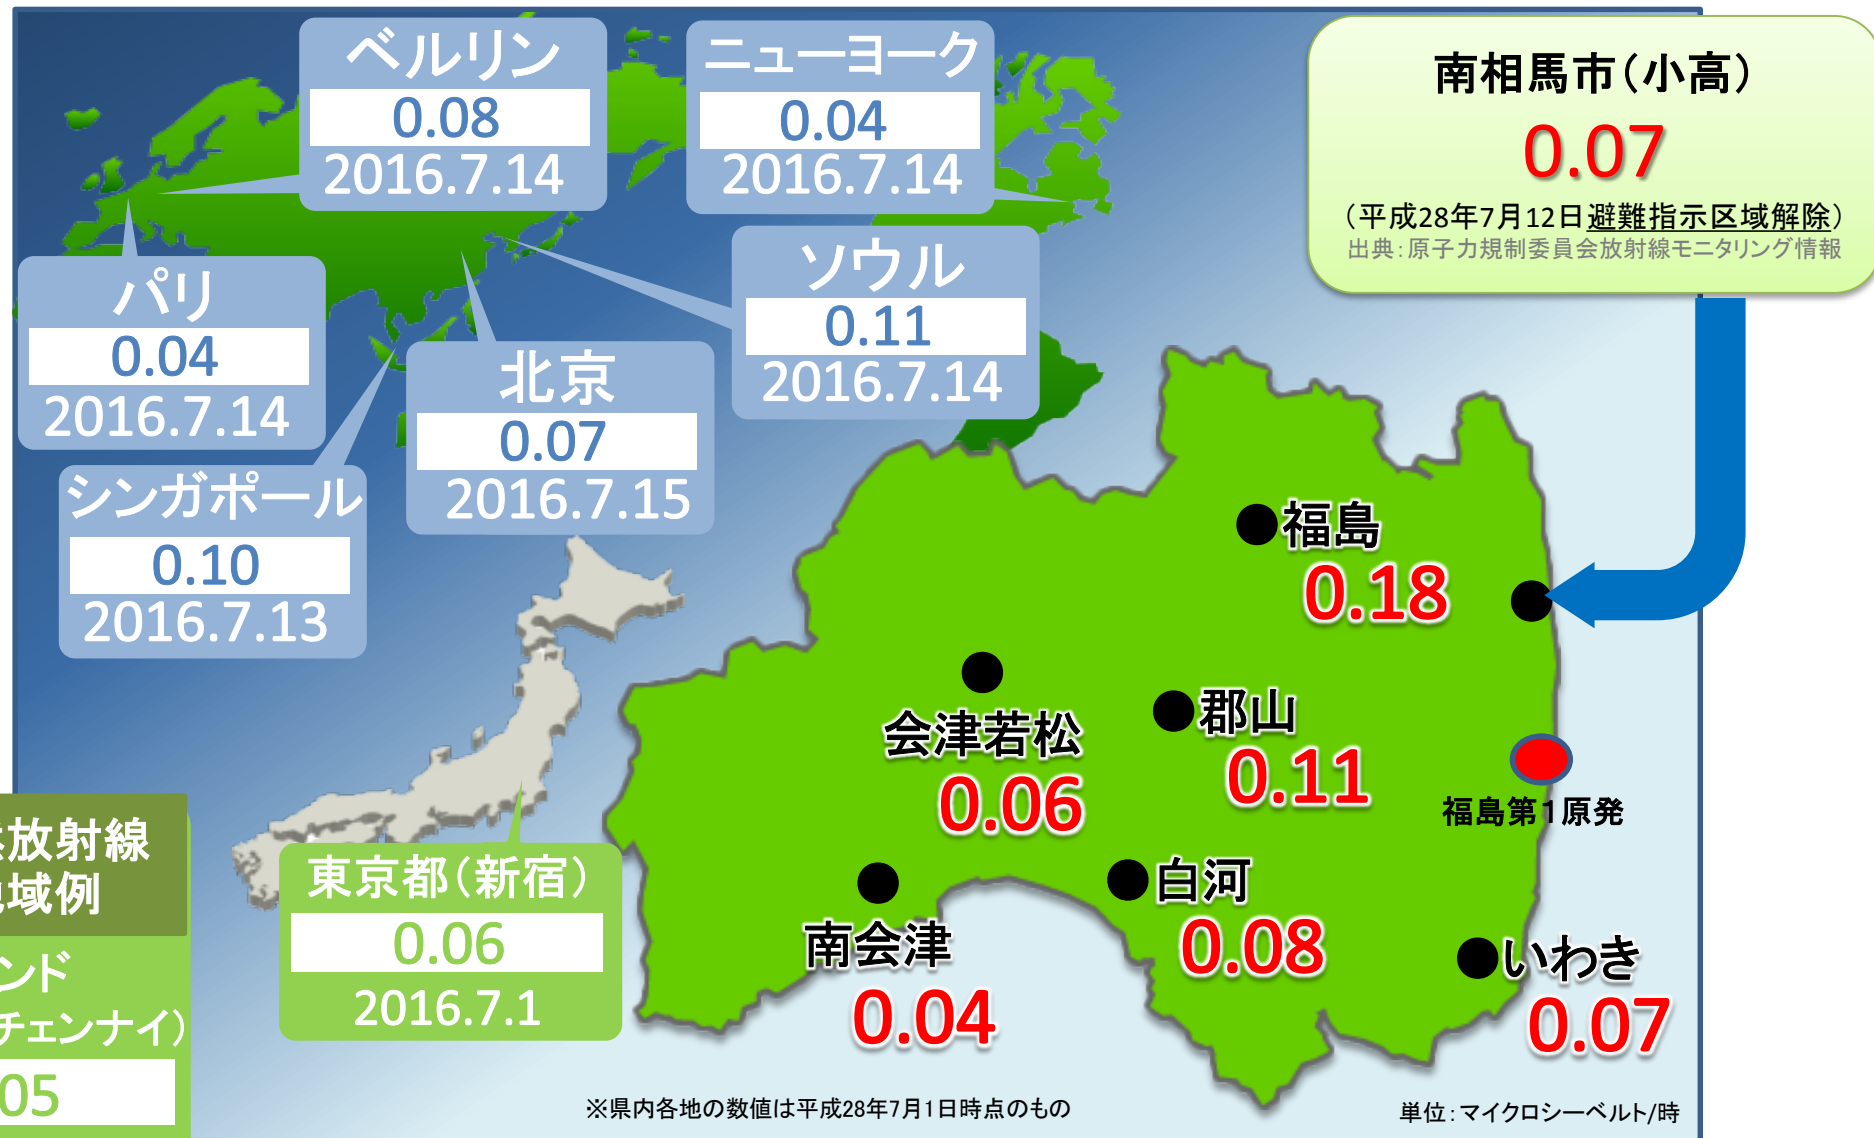 ベルリン
0.08
2016.7.14
ニューヨーク
0.04
2016.7.14
南相馬市(小高)
0.07
(平成28年7月12日避難指示区域解除)
出典:原子力規制委員会放射線モニタリング情報
パリ
0.04
2016.7.14
ソウル
0.11
2016.7.14
北京
0.07
2016.7.15
シンガポール
0.10
2016.7.13
福島
0.18
会津若松
0.06
郡山
0.11
福島第1原発
東京都(新宿)
0.06
2016.7.1
南会津
0.04
白河
0.08
いわき
0.07
放射線
域例
ンド
チェンナイ)
05
※県内各地の数値は平成28年7月1日時点のもの
単位:マイクロシーベルト/時